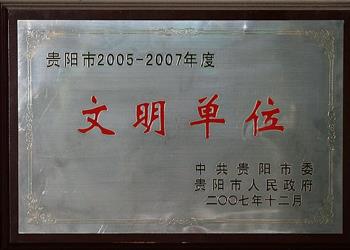 贵阳市2005-2007年度
文明单位
中共贵阳市委
贵阳市人民政府
二〇〇七年十二月